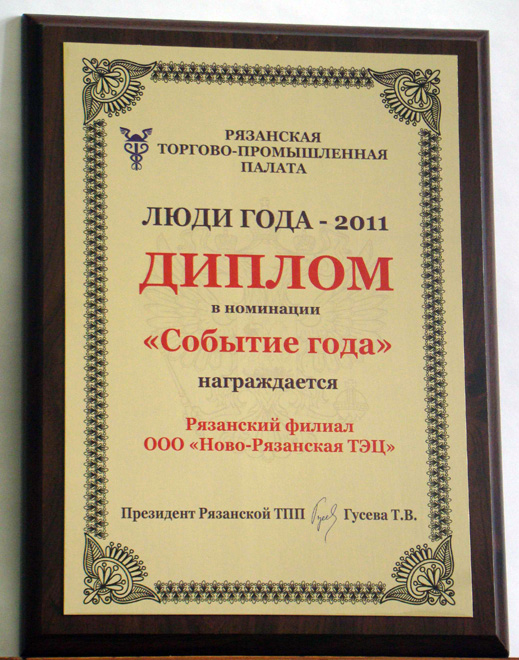 РЯЗАНСКАЯ
ТОРГОВО-ПРОМЫШЛЕННАЯ
ПАЛАТА
ЛЮДИ ГОДА - 2011
ДИПЛОМ
в номинации
«Событие года»
награждается
Рязанский филиал
ООО «Ново-Рязанская ТЭЦ»
Президент Рязанской ТПП Гусева Т.В.